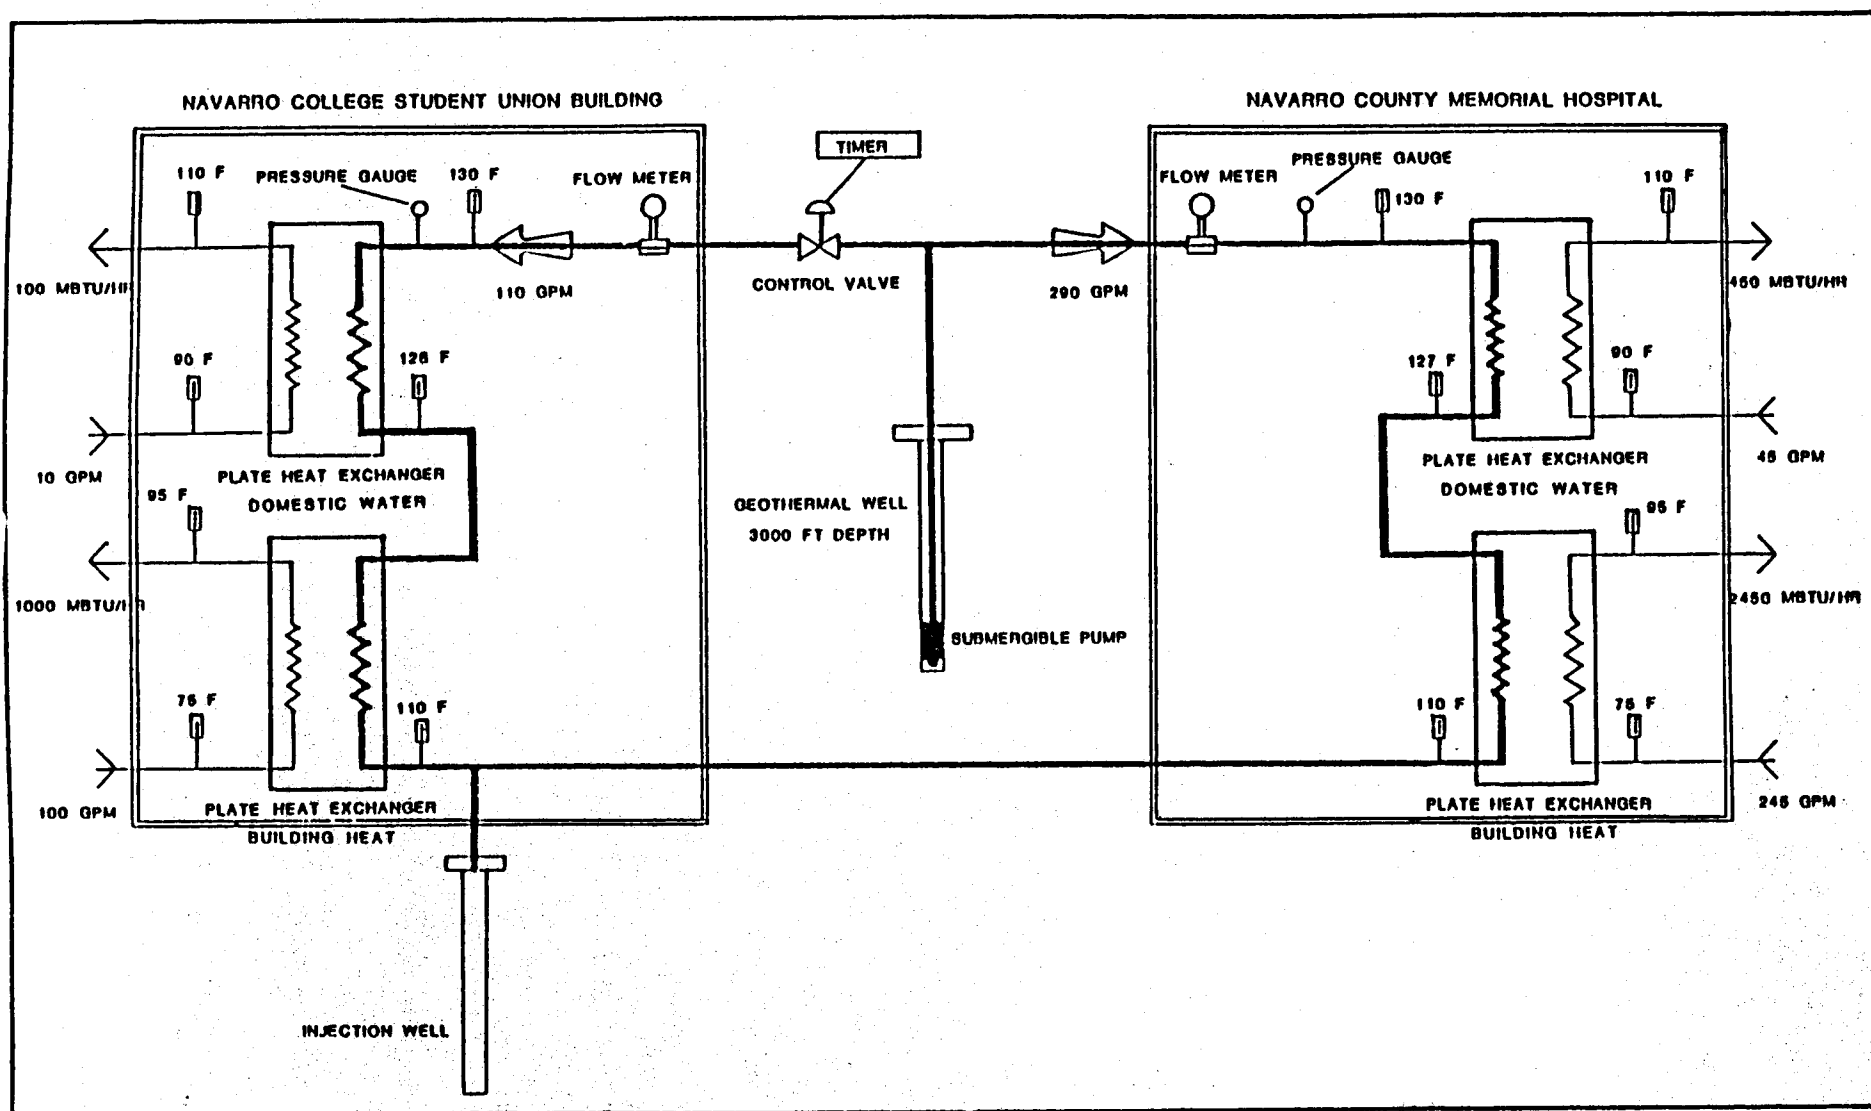 NAVARRO COLLEGE STUDENT UNION BUILDING
NAVARRO COUNTY MEMORIAL HOSPITAL
TIMER
110 F
PRESSURE GAUGE
130 F
FLOW METER
FLOW METER
PRESSURE GAUGE
130 F
110 F
100 MBTU/H
110 GPM
CONTROL VALVE
290 GPM
450 MBTU/HR
90 F
126 F
127 F
90 F
10 GPM
PLATE HEAT EXCHANGER
DOMESTIC WATER
PLATE HEAT EXCHANGER
DOMESTIC WATER
45 GPM
95 F
GEOTHERMAL WELL
3000 FT DEPTH
95 F
1000 MBTU/HR
SUBMERGIBLE PUMP
2450 MBTU/HR
75 F
110 F
110 F
75 F
100 GPM
PLATE HEAT EXCHANGER
BUILDING HEAT
PLATE HEAT EXCHANGER
BUILDING HEAT
245 GPM
INJECTION WELL